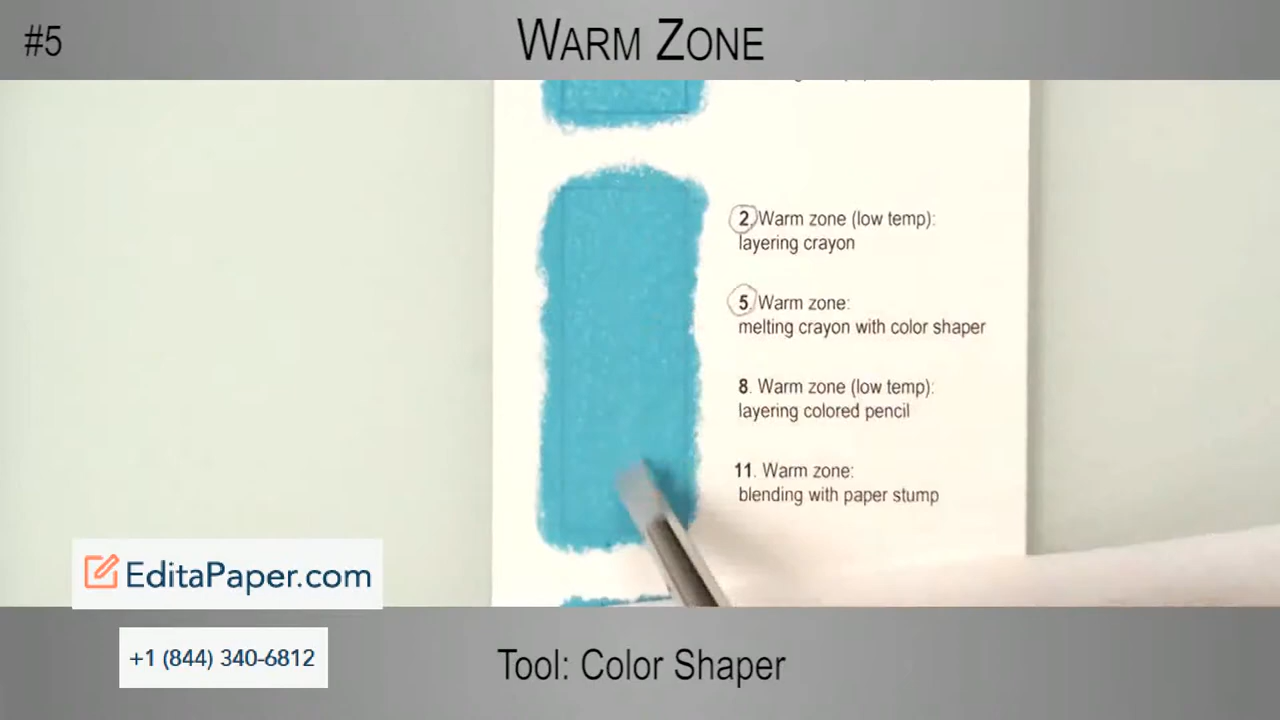 #5
WARM ZONE
2. Warm zone (low temp):
layering crayon
5. Warm zone:
melting crayon with color shaper
8. Warm zone (low temp):
layering colored pencil
11. Warm zone:
blending with paper stump
EditaPaper.com
+1 (844) 340-6812
Tool: Color Shaper